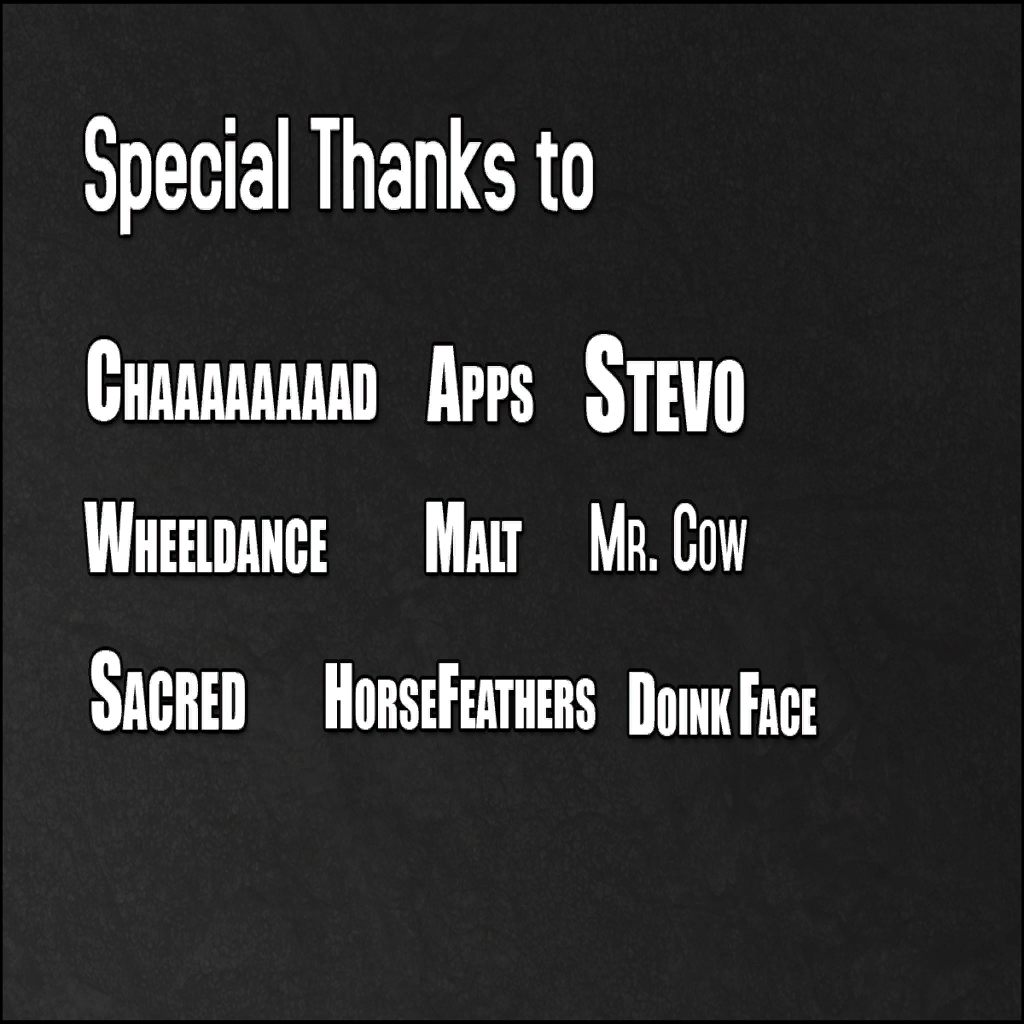 Special Thanks to
Chaaaaaaaad Apps Stevo
Wheeldance Malt Mr. Cow
Sacred HorseFeathers Doink Face